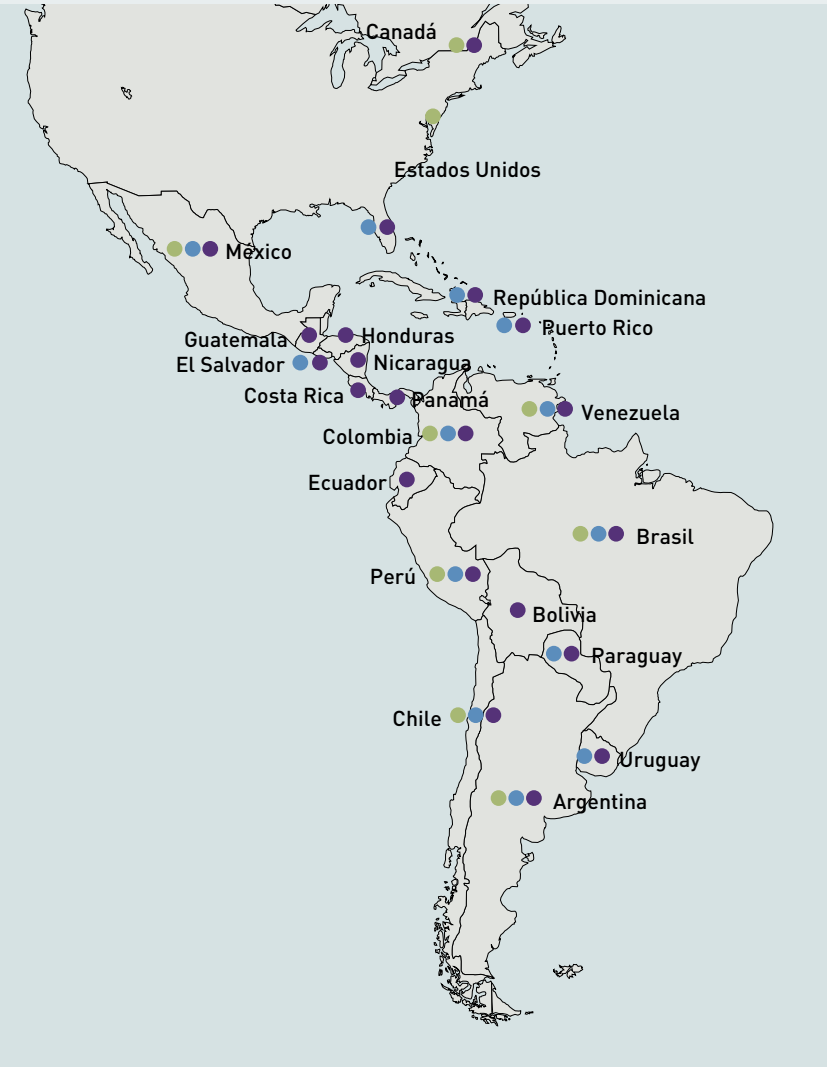 Canadá
Estados Unidos
México
República Dominicana
Puerto Rico
Guatemala
Honduras
El Salvador
Nicaragua
Costa Rica
Panamá
Venezuela
Colombia
Ecuador
Brasil
Perú
Bolivia
Paraguay
Chile
Uruguay
Argentina